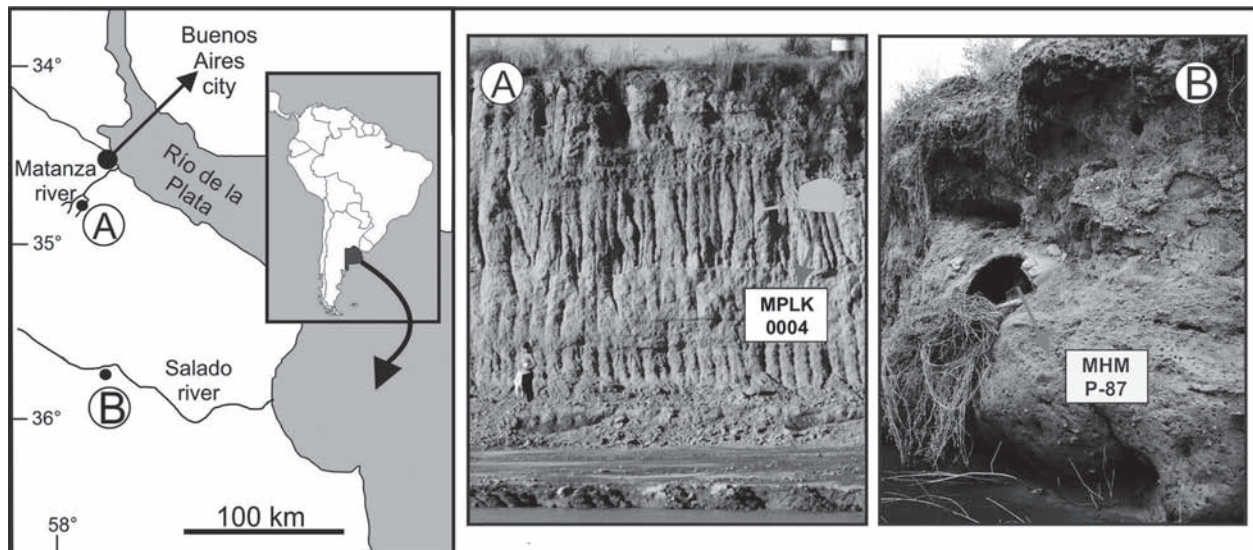 34°
Buenos
Aires
city
Matanza
river
Río de la
Plata
A
35°
Salado
river
B
36°
58°
100 km
A
MPLK
0004
B
MHM
P-87